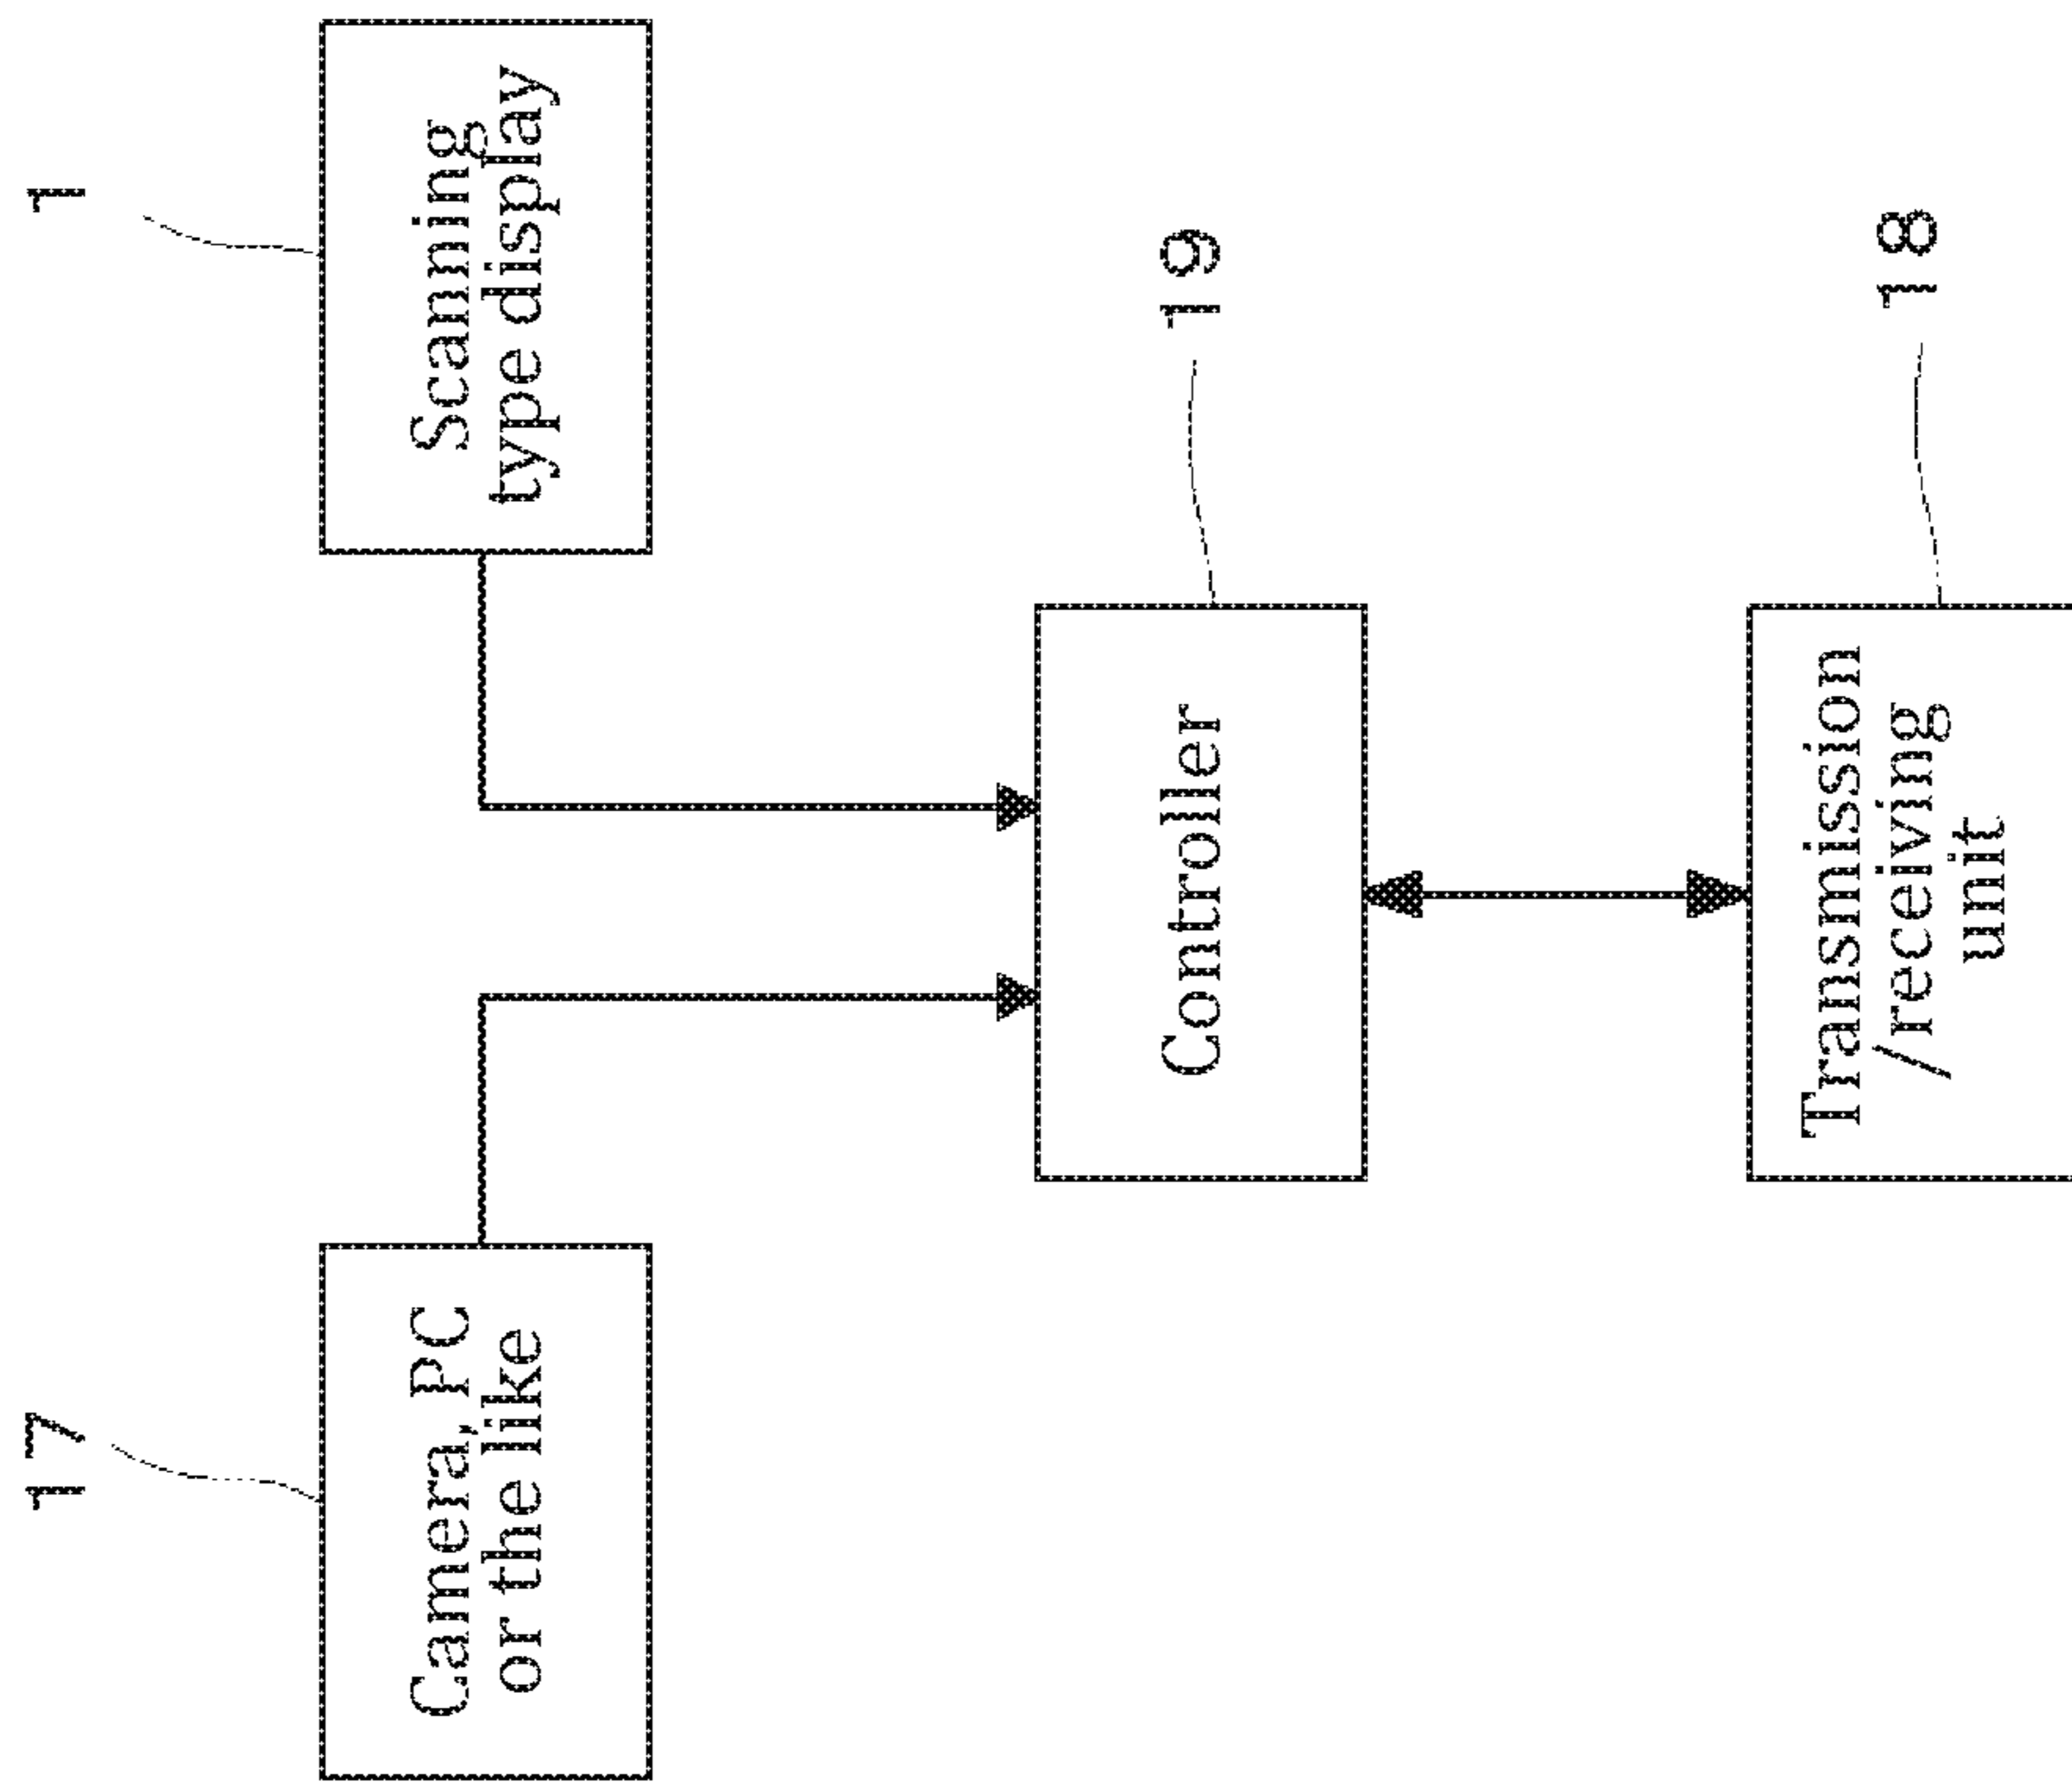 17
1
Camera, PC
or the like
Scanning
type display
Controller
19
Transmission
/receiving
unit
18